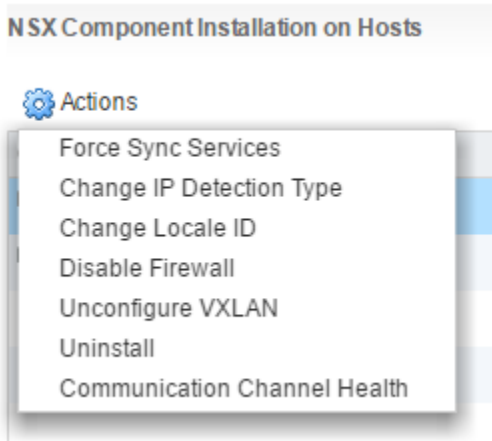 NSX Component Installation on Hosts
Actions
Force Sync Services
Change IP Detection Type
Change Locale ID
Disable Firewall
Unconfigure VXLAN
Uninstall
Communication Channel Health